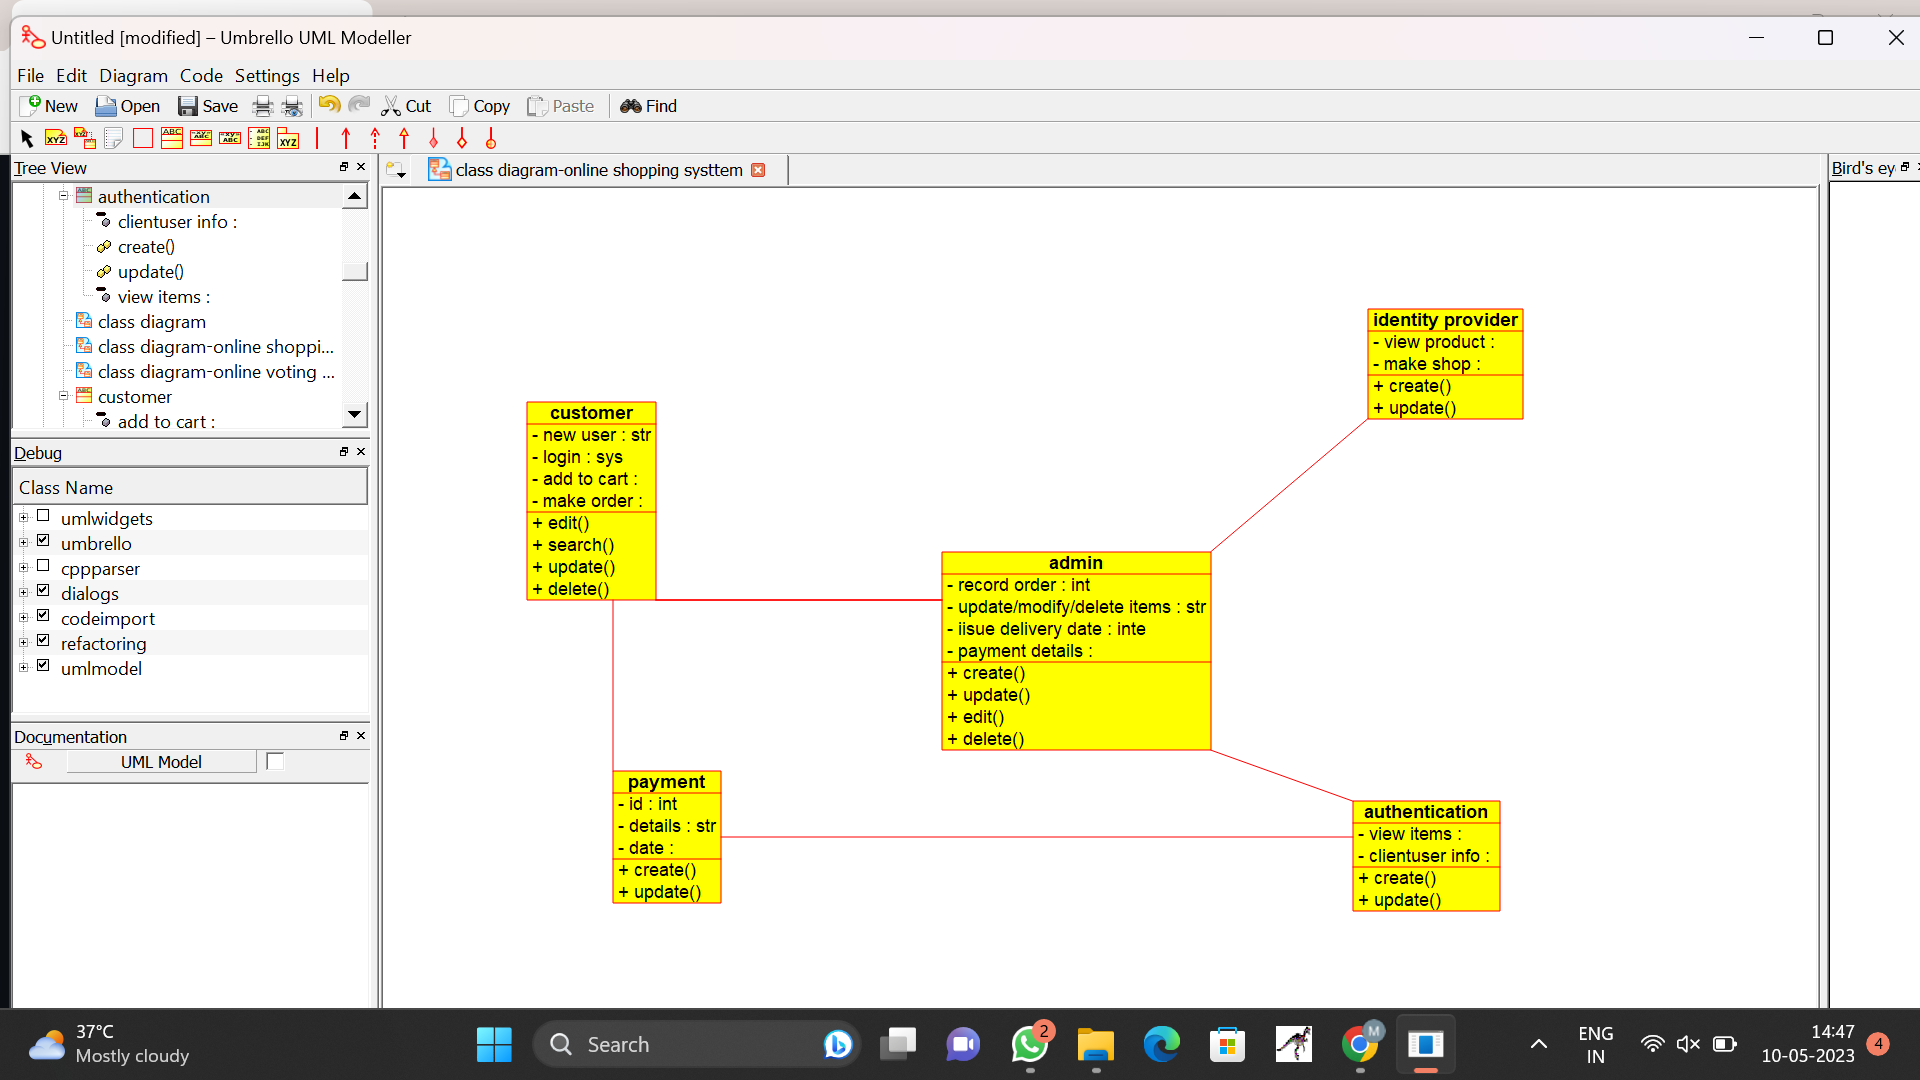 Untitled [modified] – Umbrello UML Modeller
File Edit Diagram Code Settings Help
New Open Save Cut Copy Paste Find
Tree View
class diagram-online shopping systtem
Bird's ey
authentication
clientuser info :
create()
update()
view items :
class diagram
class diagram-online shoppi...
class diagram-online voting ...
customer
add to cart :
Debug
Class Name
umlwidgets
umbrello
cppparser
dialogs
codeimport
refactoring
umlmodel
Documentation
UML Model
identity provider
- view product :
- make shop :
+ create()
+ update()
customer
- new user : str
- login : sys
- add to cart :
- make order :
+ edit()
+ search()
+ update()
+ delete()
admin
- record order : int
- update/modify/delete items : str
- iisue delivery date : inte
- payment details :
+ create()
+ update()
+ edit()
+ delete()
payment
- id : int
- details : str
- date :
+ create()
+ update()
authentication
- view items :
- clientuser info :
+ create()
+ update()
37°C
Mostly cloudy
Search
2
M
ENG
IN
14:47
10-05-2023
4